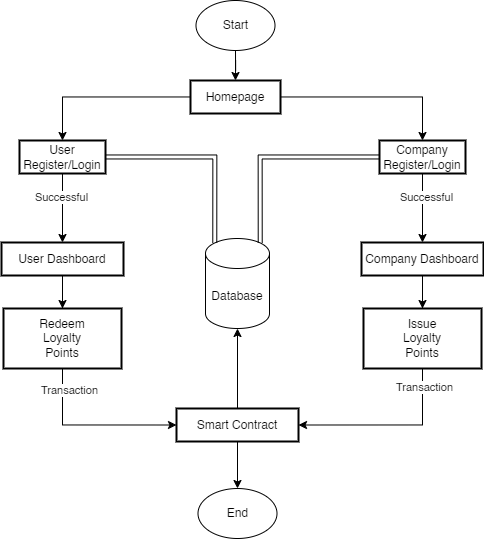 Start
Homepage
User
Register/Login
Company
Register/Login
Successful
Successful
User Dashboard
Company Dashboard
Database
Redeem
Loyalty
Points
Issue
Loyalty
Points
Transaction
Transaction
Smart Contract
End